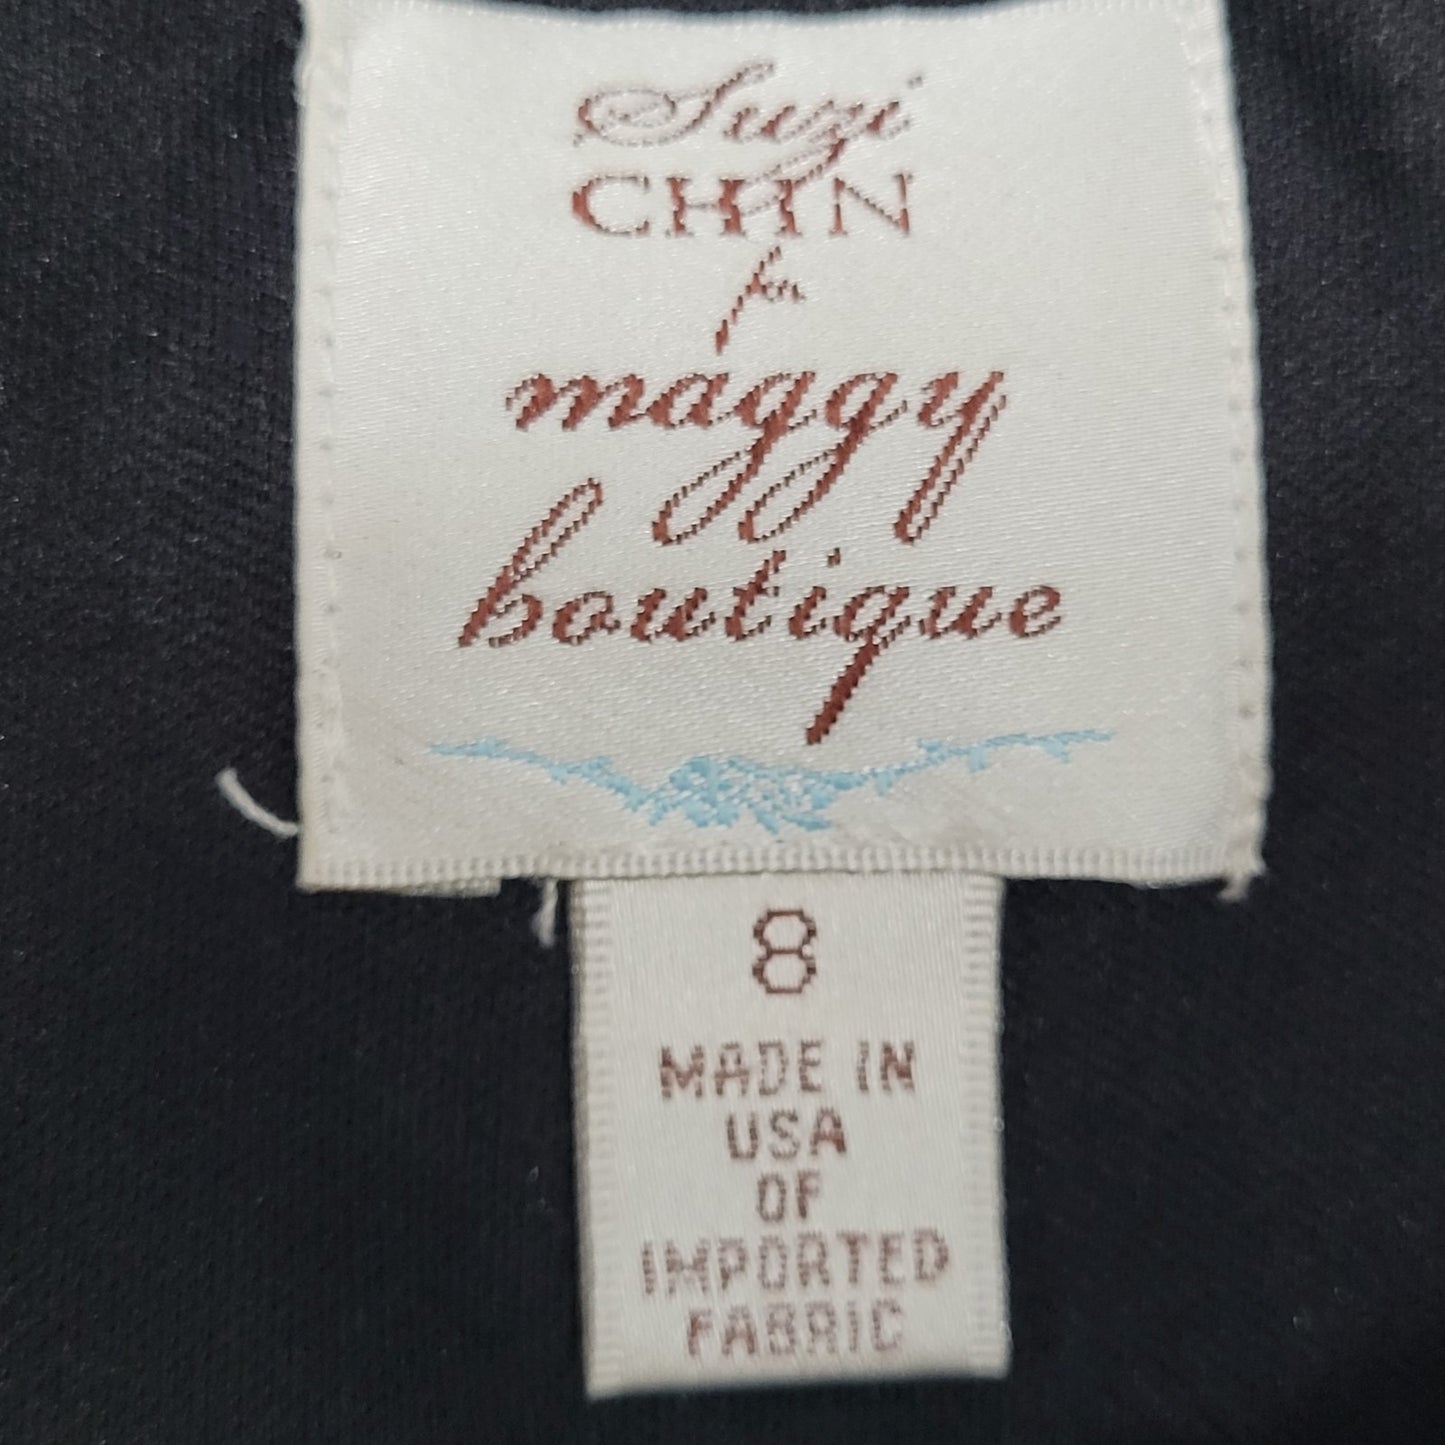 Suzi
CHIN
for
maggy
boutique
8
MADE IN
USA
OF
IMPORTED
FABRIC